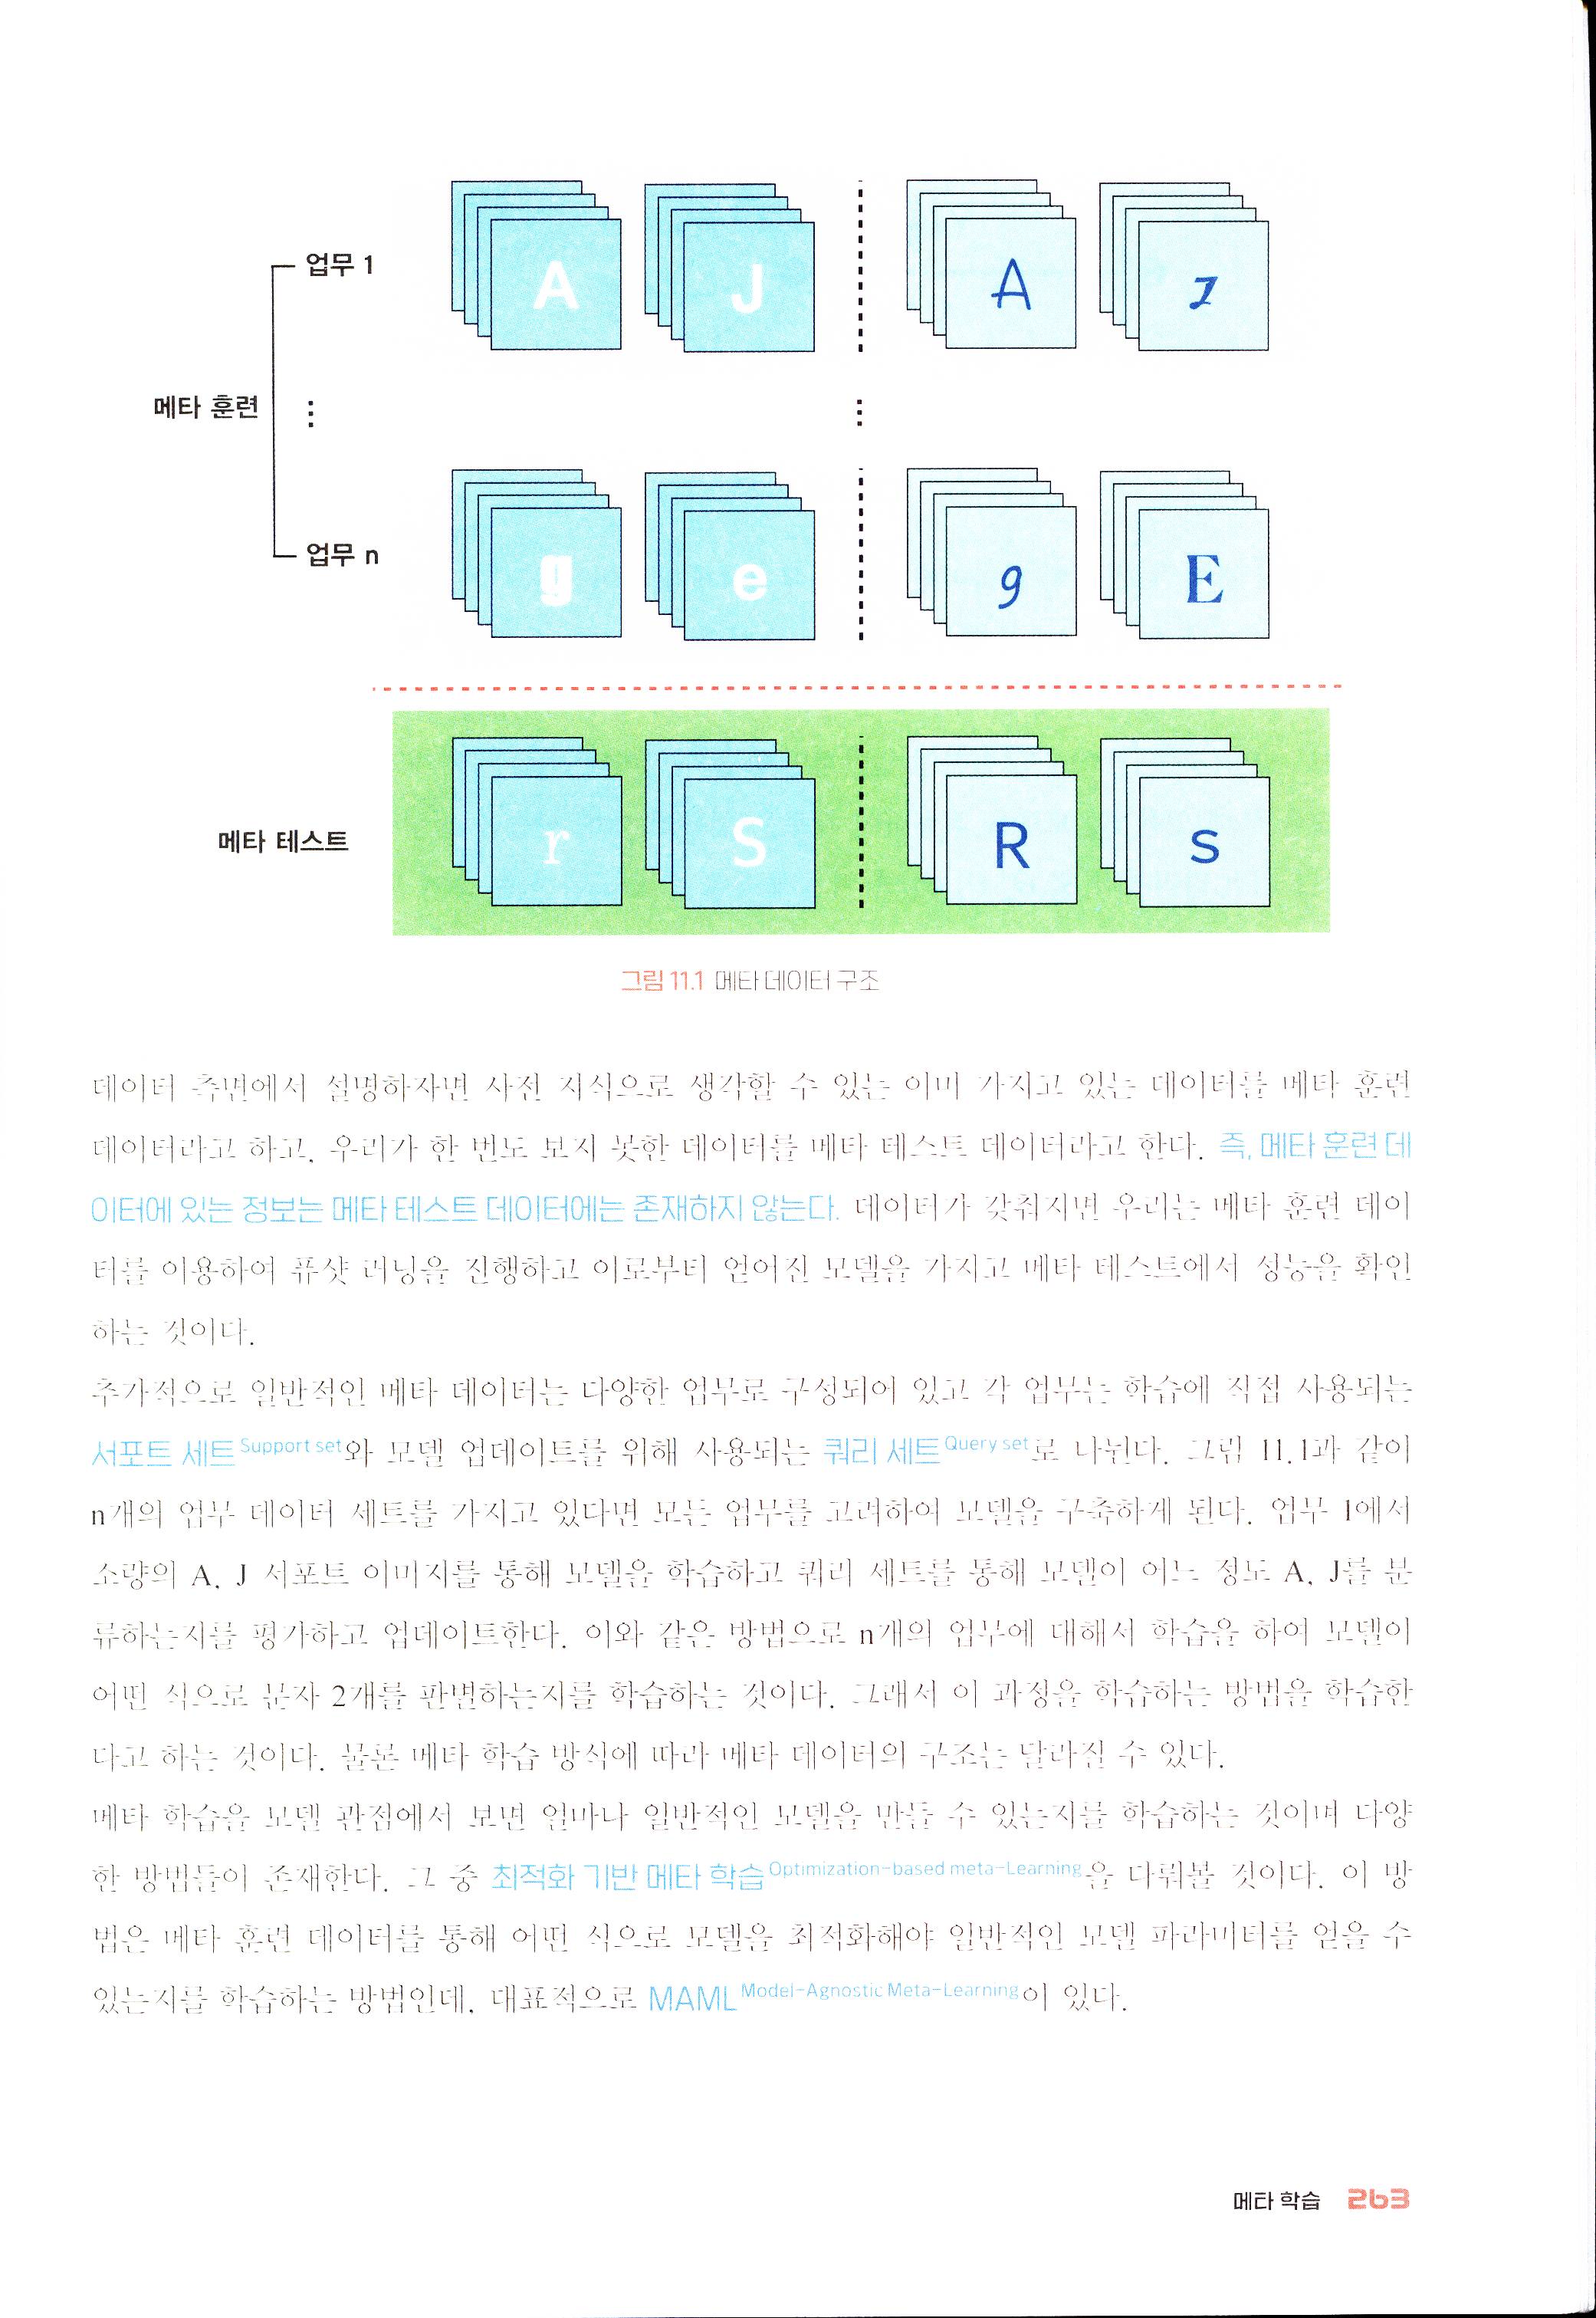 업무 1
A J A J
메타 훈련
업무 n
g e g E
메타 테스트
r S R s
그림 11.1 메타 데이터 구조
데이터 측면에서 설명하자면 사전 지식으로 생각할 수 있는 이미 가지고 있는 데이터를 메타 훈련
데이터라고 하고, 우리가 한 번도 보지 못한 데이터를 메타 테스트 데이터라고 한다. 즉, 메타 훈련 데
이터에 있는 정보는 메타 테스트 데이터에는 존재하지 않는다. 데이터가 갖춰지면 우리는 메타 훈련 데이
터를 이용하여 퓨샷 러닝을 진행하고 이로부터 얻어진 모델을 가지고 메타 테스트에서 성능을 확인
하는 것이다.
추가적으로 일반적인 메타 데이터는 다양한 업무로 구성되어 있고 각 업무는 학습에 직접 사용되는
서포트 세트Support set와 모델 업데이트를 위해 사용되는 쿼리 세트Query set로 나뉜다. 그림 11.1과 같이
n개의 업무 데이터 세트를 가지고 있다면 모든 업무를 고려하여 모델을 구축하게 된다. 업무 1에서
소량의 A, J 서포트 이미지를 통해 모델을 학습하고 쿼리 세트를 통해 모델이 어느 정도 A, J를 분
류하는지를 평가하고 업데이트한다. 이와 같은 방법으로 n개의 업무에 대해서 학습을 하여 모델이
어떤 식으로 문자 2개를 판별하는지를 학습하는 것이다. 그래서 이 과정을 학습하는 방법을 학습한
다고 하는 것이다. 물론 메타 학습 방식에 따라 메타 데이터의 구조는 달라질 수 있다.
메타 학습을 모델 관점에서 보면 얼마나 일반적인 모델을 만들 수 있는지를 학습하는 것이며 다양
한 방법들이 존재한다. 그 중 최적화 기반 메타 학습Optimization-based meta-Learning을 다뤄볼 것이다. 이 방
법은 메타 훈련 데이터를 통해 어떤 식으로 모델을 최적화해야 일반적인 모델 파라미터를 얻을 수
있는지를 학습하는 방법인데, 대표적으로 MAML Model-Agnostic Meta-Learning이 있다.
메타 학습 263